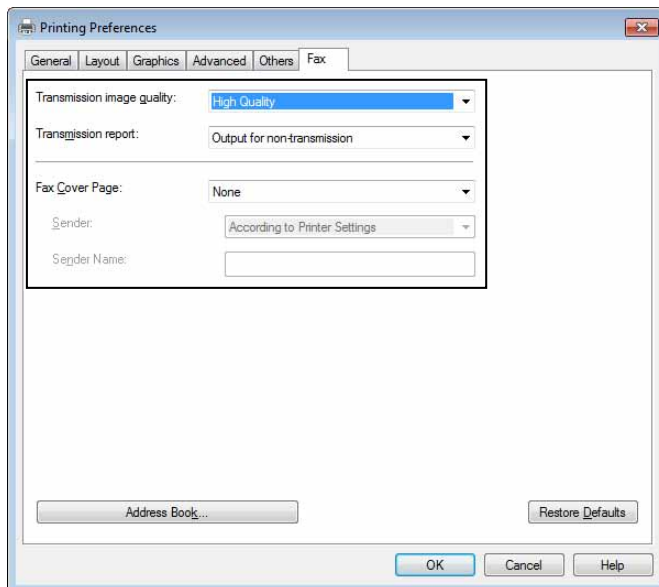 Printing Preferences
General Layout Graphics Advanced Others Fax
Transmission image quality: High Quality
Transmission report: Output for non-transmission
Fax Cover Page: None
Sender: According to Printer Settings
Sender Name:
Address Book... Restore Defaults
OK Cancel Help